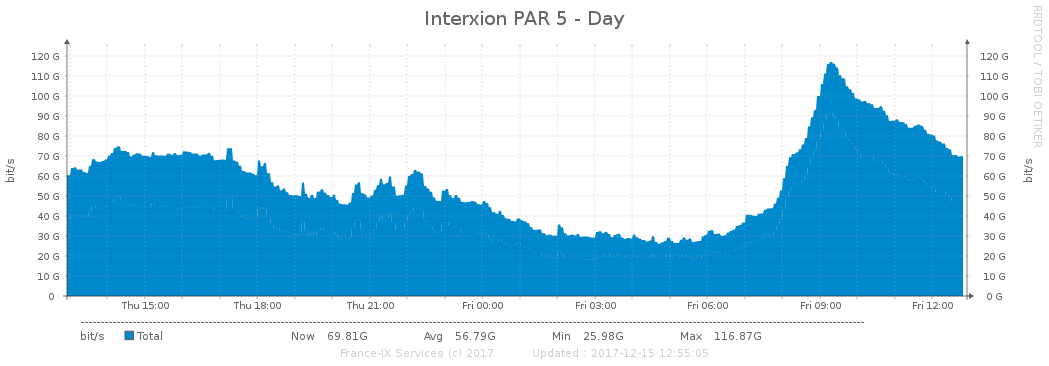 Interxion PAR 5 - Day
RRDTOOL / TOBI OETIKER
bit/s
120 G
110 G
100 G
90 G
80 G
70 G
60 G
50 G
40 G
30 G
20 G
10 G
0
120 G
110 G
100 G
90 G
80 G
70 G
60 G
50 G
40 G
30 G
20 G
10 G
0 G
bit/s
Thu 15:00 Thu 18:00 Thu 21:00 Fri 00:00 Fri 03:00 Fri 06:00 Fri 09:00 Fri 12:00
bit/s Total Now 69.81G Avg 56.79G Min 25.98G Max 116.87G
France-IX Services (c) 2017 Updated : 2017-12-15 12:55:05